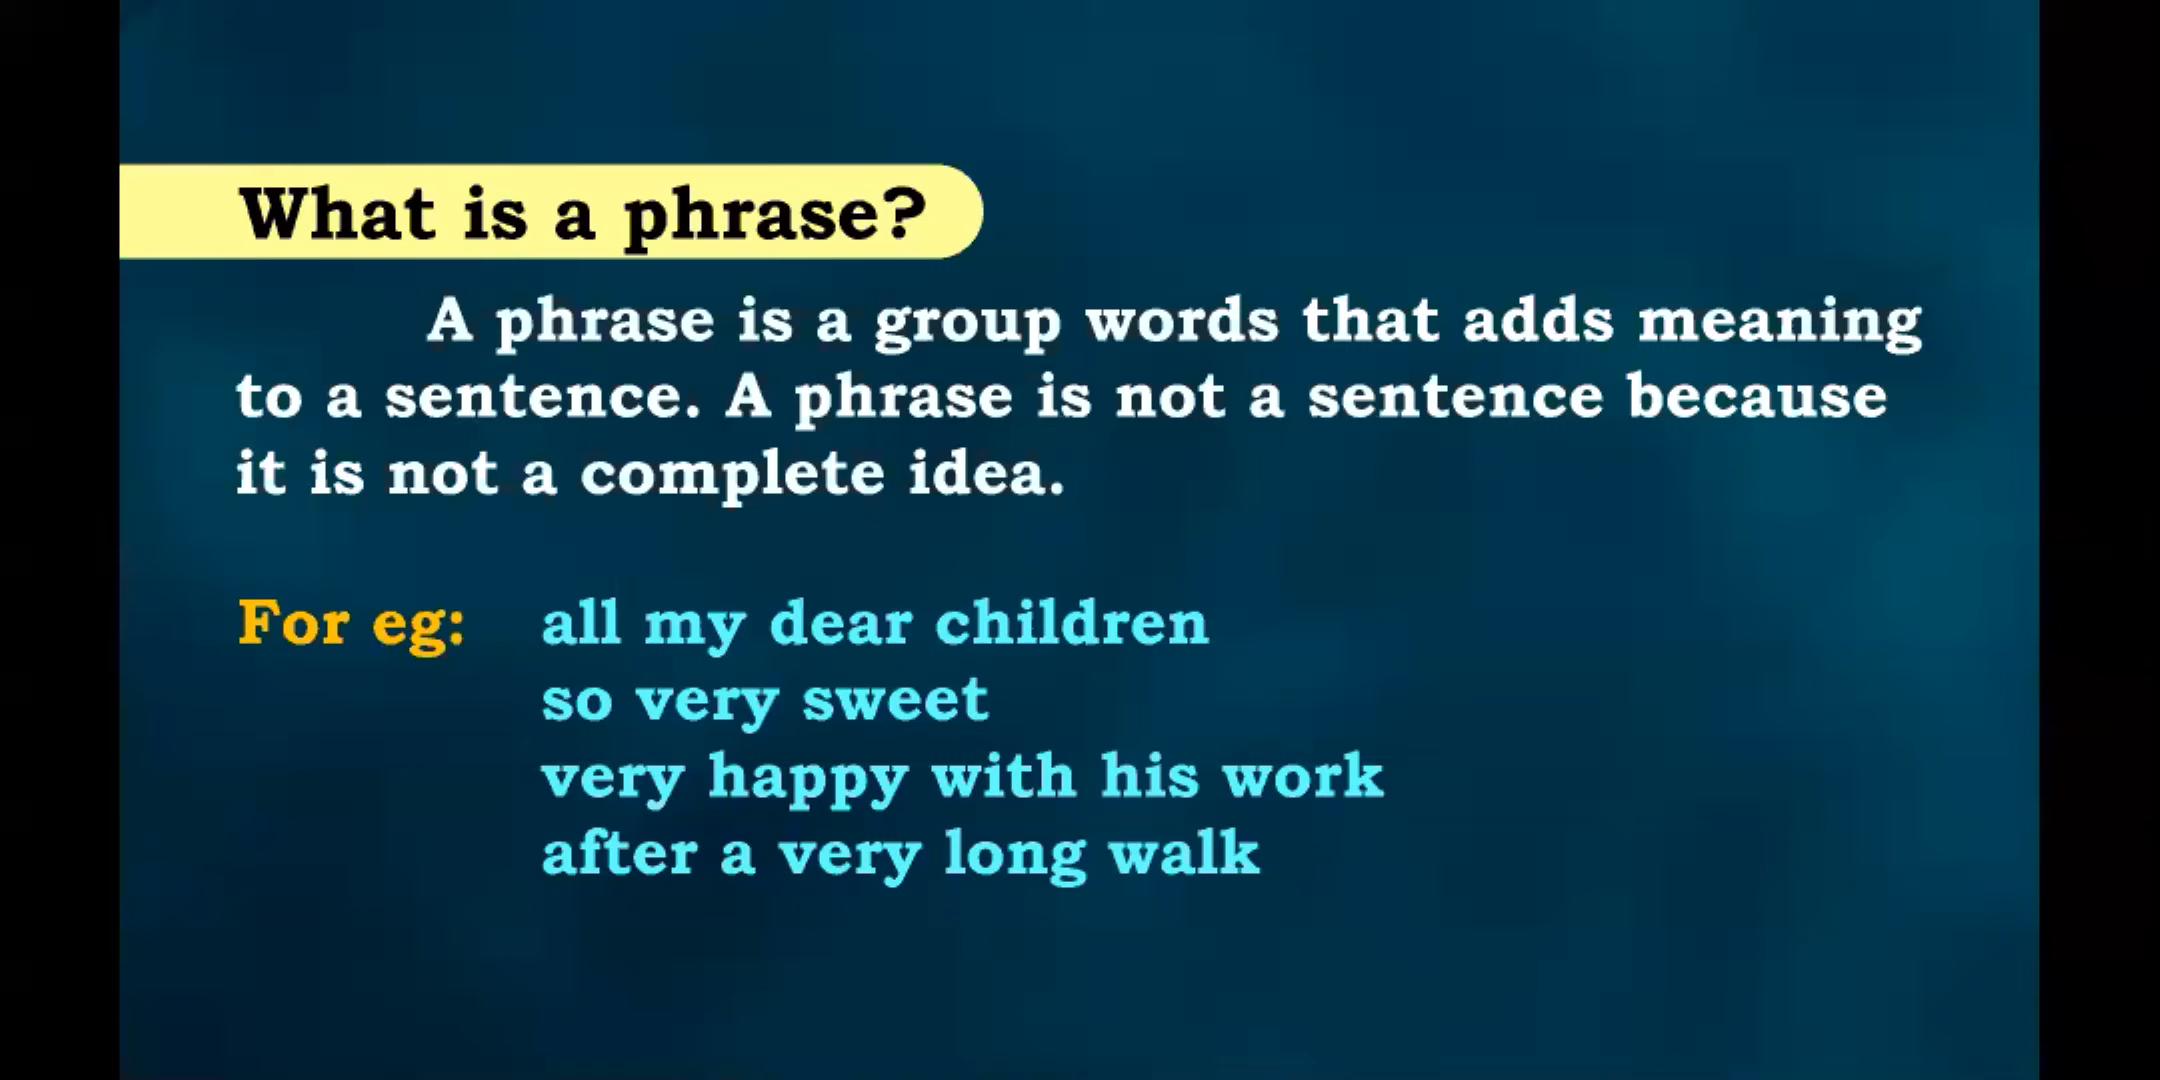 What is a phrase?
A phrase is a group words that adds meaning
to a sentence. A phrase is not a sentence because
it is not a complete idea.
For eg: all my dear children
so very sweet
very happy with his work
after a very long walk